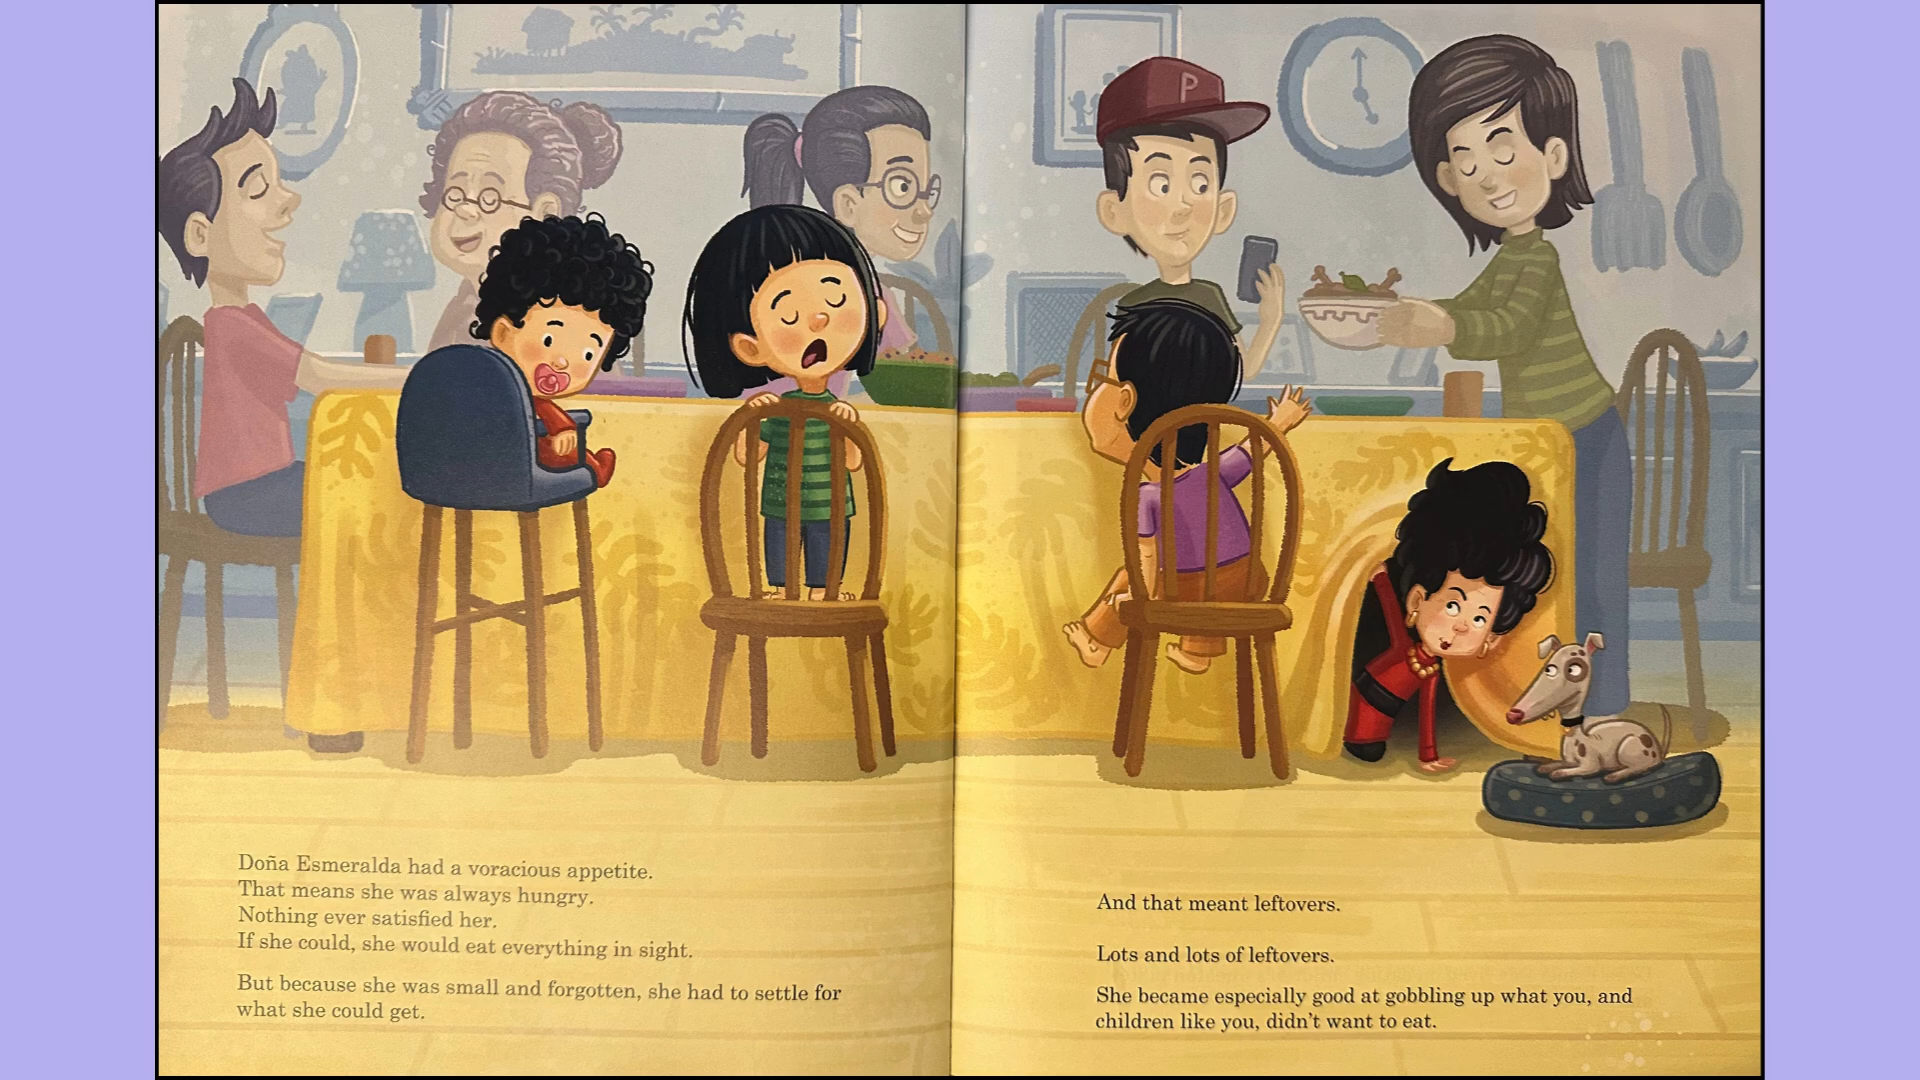 P
Doña Esmeralda had a voracious appetite.
That means she was always hungry.
Nothing ever satisfied her.
If she could, she would eat everything in sight.
But because she was small and forgotten, she had to settle for
what she could get.
And that meant leftovers.
Lots and lots of leftovers.
She became especially good at gobbling up what you, and
children like you, didn't want to eat.